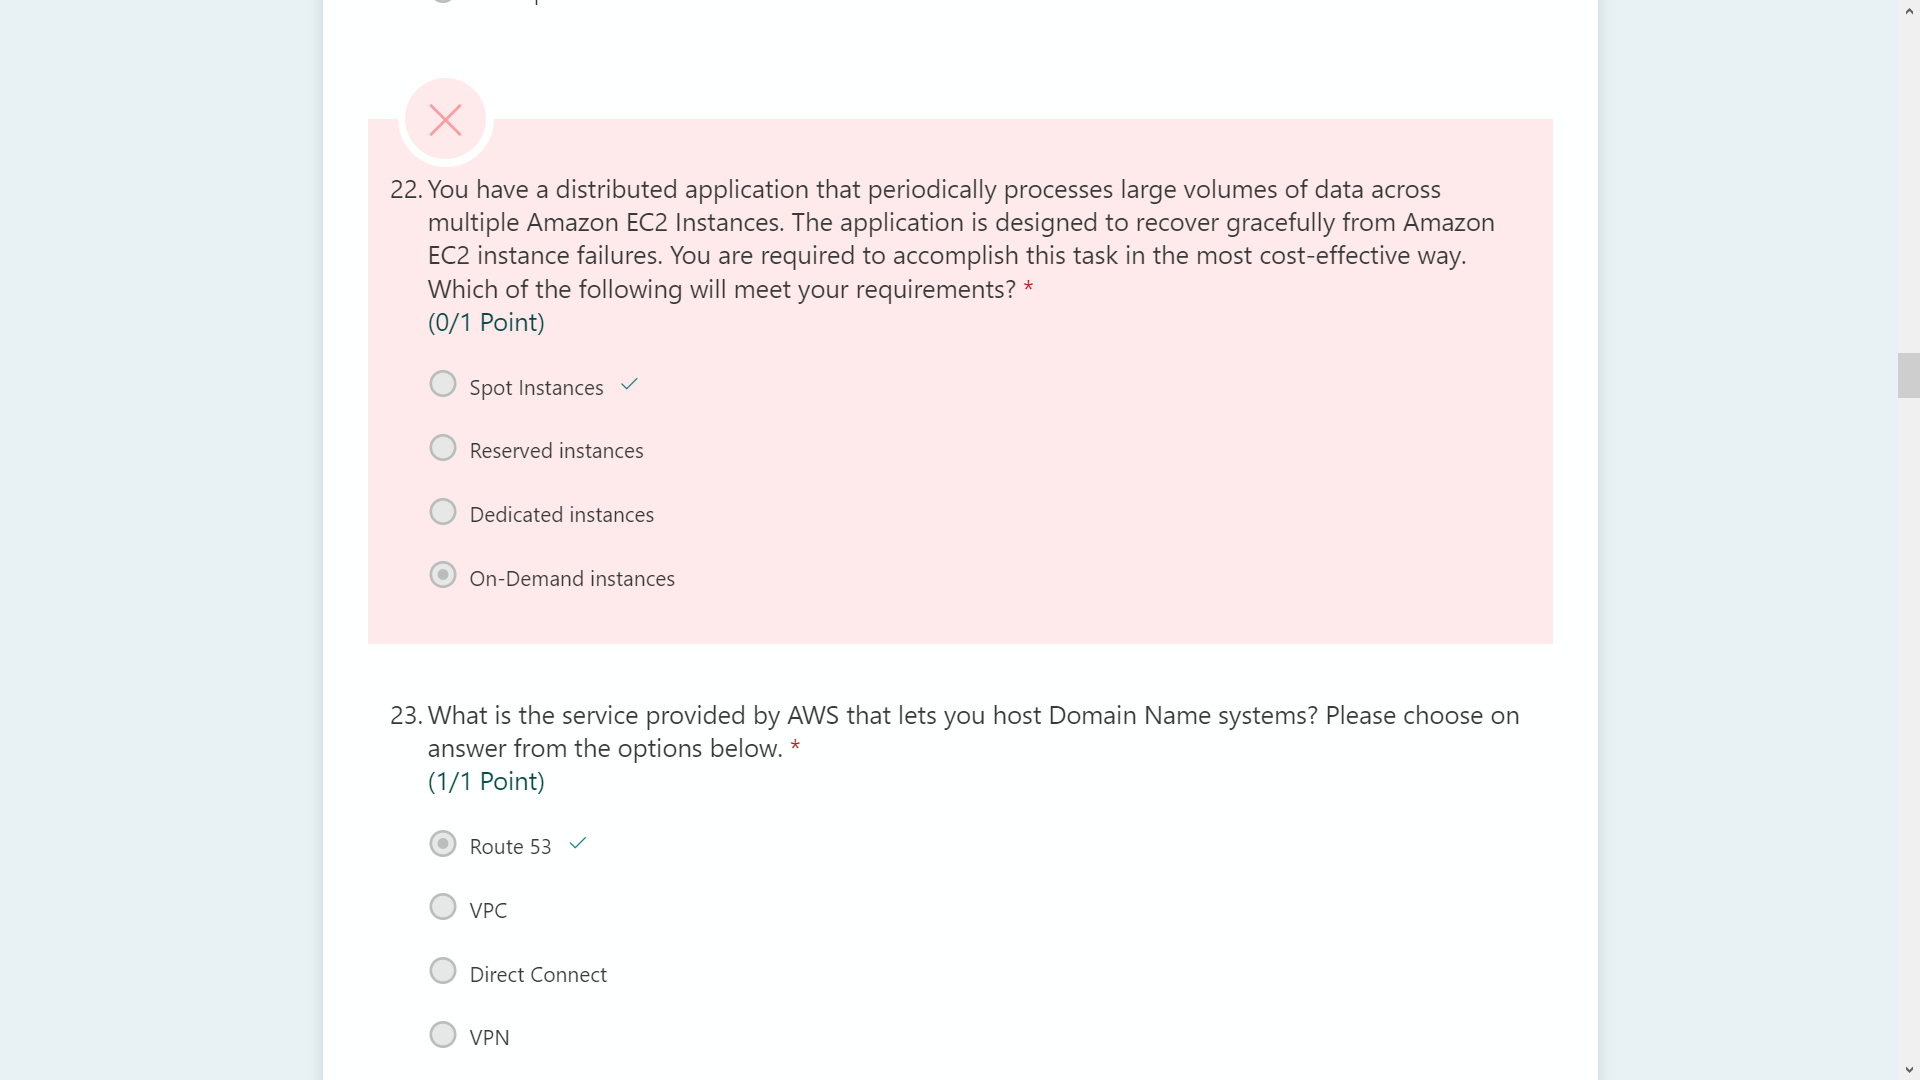 22. You have a distributed application that periodically processes large volumes of data across
multiple Amazon EC2 Instances. The application is designed to recover gracefully from Amazon
EC2 instance failures. You are required to accomplish this task in the most cost-effective way.
Which of the following will meet your requirements? *
(0/1 Point)
Spot Instances
Reserved instances
Dedicated instances
On-Demand instances
23. What is the service provided by AWS that lets you host Domain Name systems? Please choose on
answer from the options below. *
(1/1 Point)
Route 53
VPC
Direct Connect
VPN